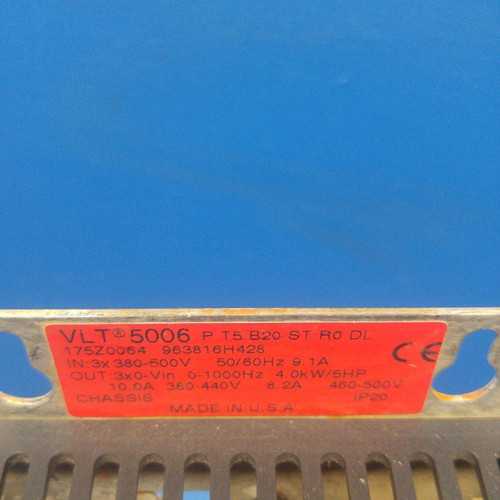 VLT® 5006 P T5 B20 ST R0 DL
175Z0064 963816H428
IN:3x 380-500V 50/60Hz 9.1A
OUT:3x0-Vin 0-1000Hz 4.0kW/5HP
10.0A 380-440V 8.2A 460-500V
CHASSIS IP20
MADE IN U.S.A
CE